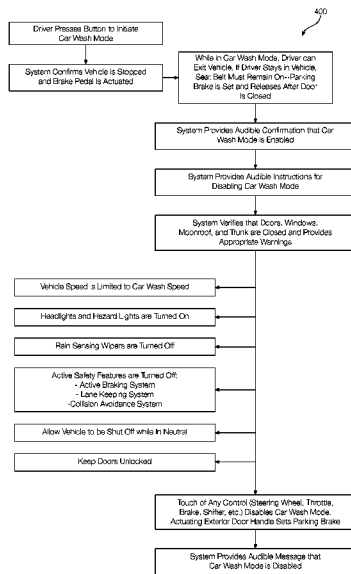 400
Driver Presses Button to Initiate
Car Wash Mode
System Confirms Vehicle is Stopped
and Brake Pedal is Actuated
While in Car Wash Mode, Driver can
Exit Vehicle. If Driver Stays in Vehicle,
Seat Belt Must Remain On--Parking
Brake is Set and Releases After Door
is Closed
System Provides Audible Confirmation that Car
Wash Mode is Enabled
System Provides Audible Instructions for
Disabling Car Wash Mode
System Verifies that Doors, Windows,
Moonroof, and Trunk are Closed and Provides
Appropriate Warnings
Vehicle Speed is Limited to Car Wash Speed
Headlights and Hazard Lights are Turned On
Rain Sensing Wipers are Turned Off
Active Safety Features are Turned Off:
- Active Braking System
- Lane Keeping System
-Collision Avoidance System
Allow Vehicle to be Shut Off while in Neutral
Keep Doors Unlocked
Touch of Any Control (Steering Wheel, Throttle,
Brake, Shifter, etc.) Disables Car Wash Mode.
Actuating Exterior Door Handle Sets Parking Brake
System Provides Audible Message that
Car Wash Mode is Disabled